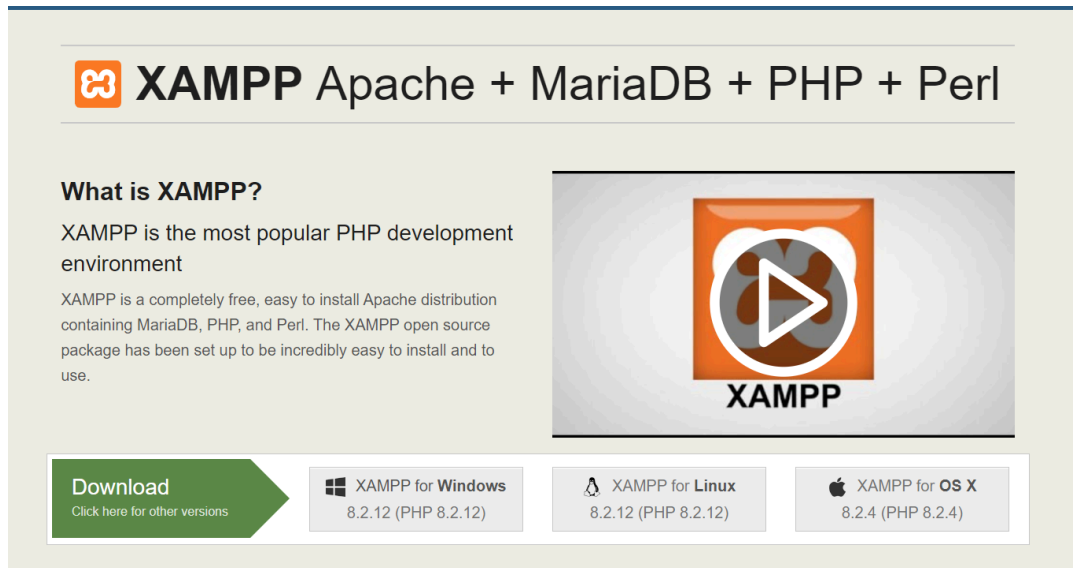 XAMPP Apache + MariaDB + PHP + Perl
What is XAMPP?
XAMPP is the most popular PHP development
environment
XAMPP is a completely free, easy to install Apache distribution
containing MariaDB, PHP, and Perl. The XAMPP open source
package has been set up to be incredibly easy to install and to
use.
XAMPP
Download
Click here for other versions
XAMPP for Windows
8.2.12 (PHP 8.2.12)
XAMPP for Linux
8.2.12 (PHP 8.2.12)
XAMPP for OS X
8.2.4 (PHP 8.2.4)